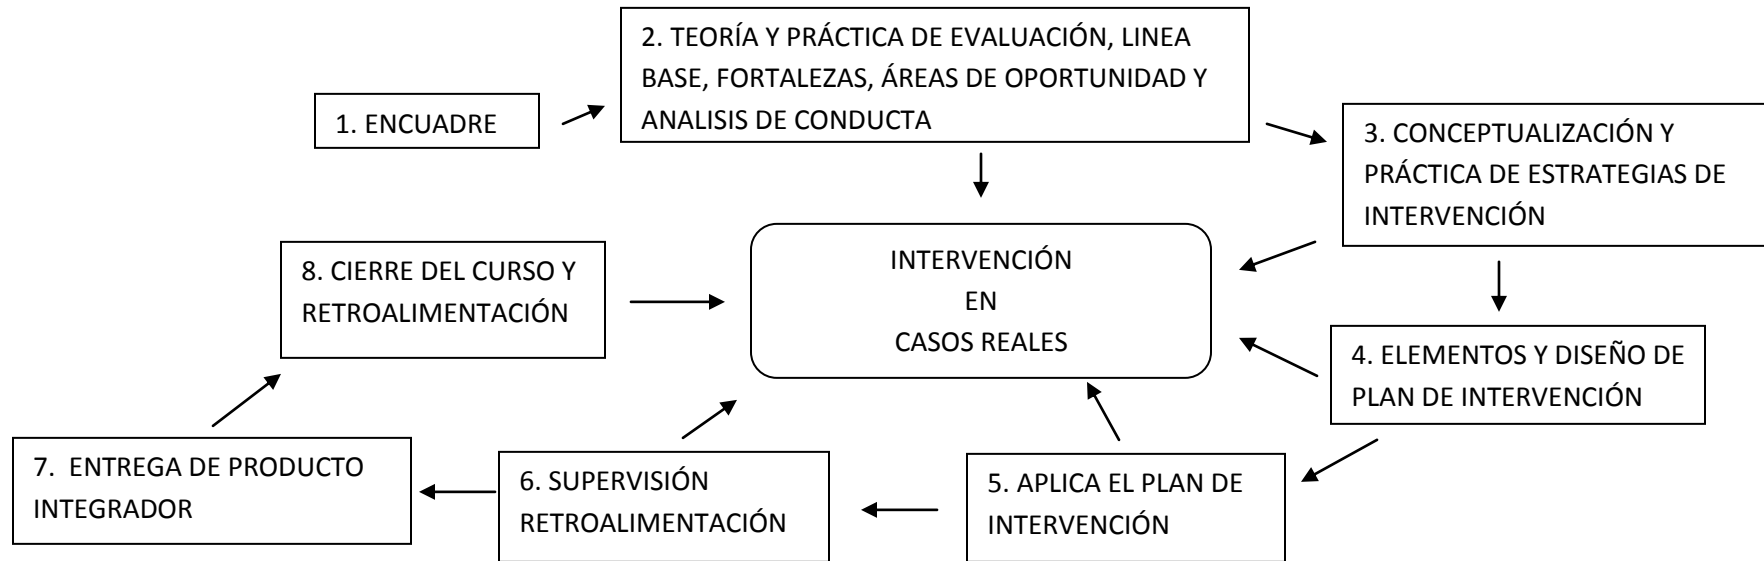 1. ENCUADRE
2. TEORÍA Y PRÁCTICA DE EVALUACIÓN, LINEA
BASE, FORTALEZAS, ÁREAS DE OPORTUNIDAD Y
ANALISIS DE CONDUCTA
3. CONCEPTUALIZACIÓN Y
PRÁCTICA DE ESTRATEGIAS DE
INTERVENCIÓN
INTERVENCIÓN
EN
CASOS REALES
4. ELEMENTOS Y DISEÑO DE
PLAN DE INTERVENCIÓN
5. APLICA EL PLAN DE
INTERVENCIÓN
6. SUPERVISIÓN
RETROALIMENTACIÓN
7. ENTREGA DE PRODUCTO
INTEGRADOR
8. CIERRE DEL CURSO Y
RETROALIMENTACIÓN